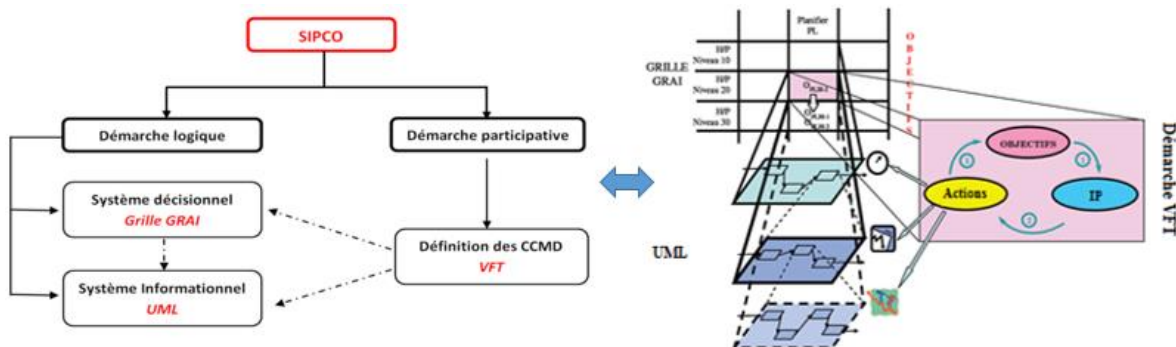 SIPCO
Démarche logique
Démarche participative
Système décisionnel
Grille GRAI
Définition des CCMD
VFT
Système Informationnel
UML
Planifier
PL
GRILLE
GRAI
H/P
Niveau 10
H/P
Niveau 20
H/P
Niveau 30
OBJECTIFS
OBJECTIFS
Actions
IP
Démarche VFT
UML